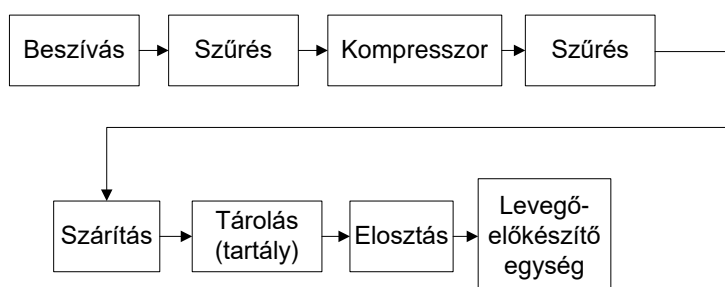 Beszívás
Szűrés
Kompresszor
Szűrés
Szárítás
Tárolás
(tartály)
Elosztás
Levegő-
előkészítő
egység